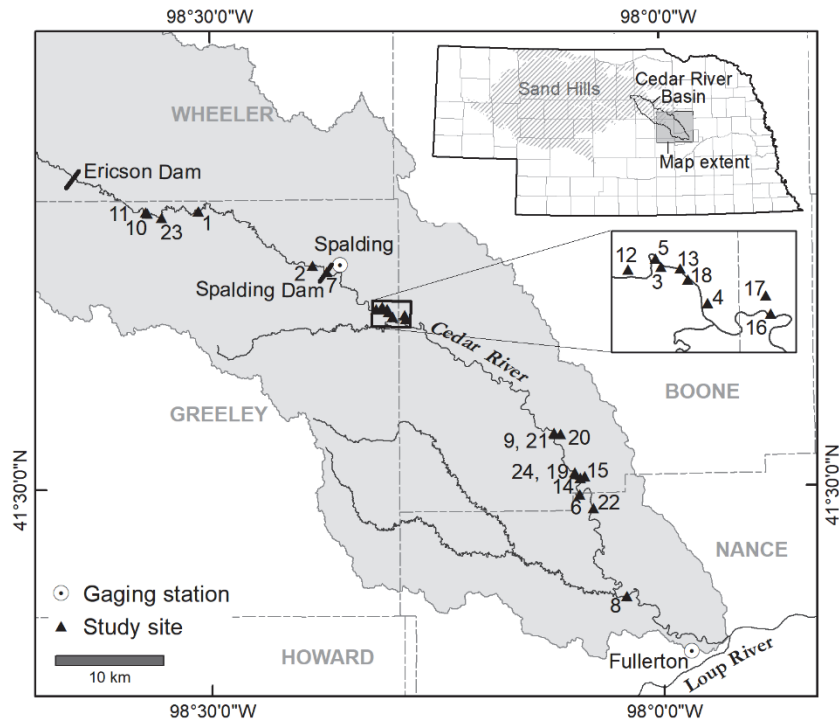 98°30'0"W
98°0'0"W
WHEELER
Sand Hills
Cedar River
Basin
Map extent
Ericson Dam
11
10
23
1
Spalding
2
7
Spalding Dam
12
5
3
13
18
4
17
16
Cedar River
GREELEY
BOONE
9, 21
20
24, 19
15
14
6
22
41°30'0"N
41°30'0"N
NANCE
8
Gaging station
Study site
10 km
HOWARD
Fullerton
Loup River
98°30'0"W
98°0'0"W